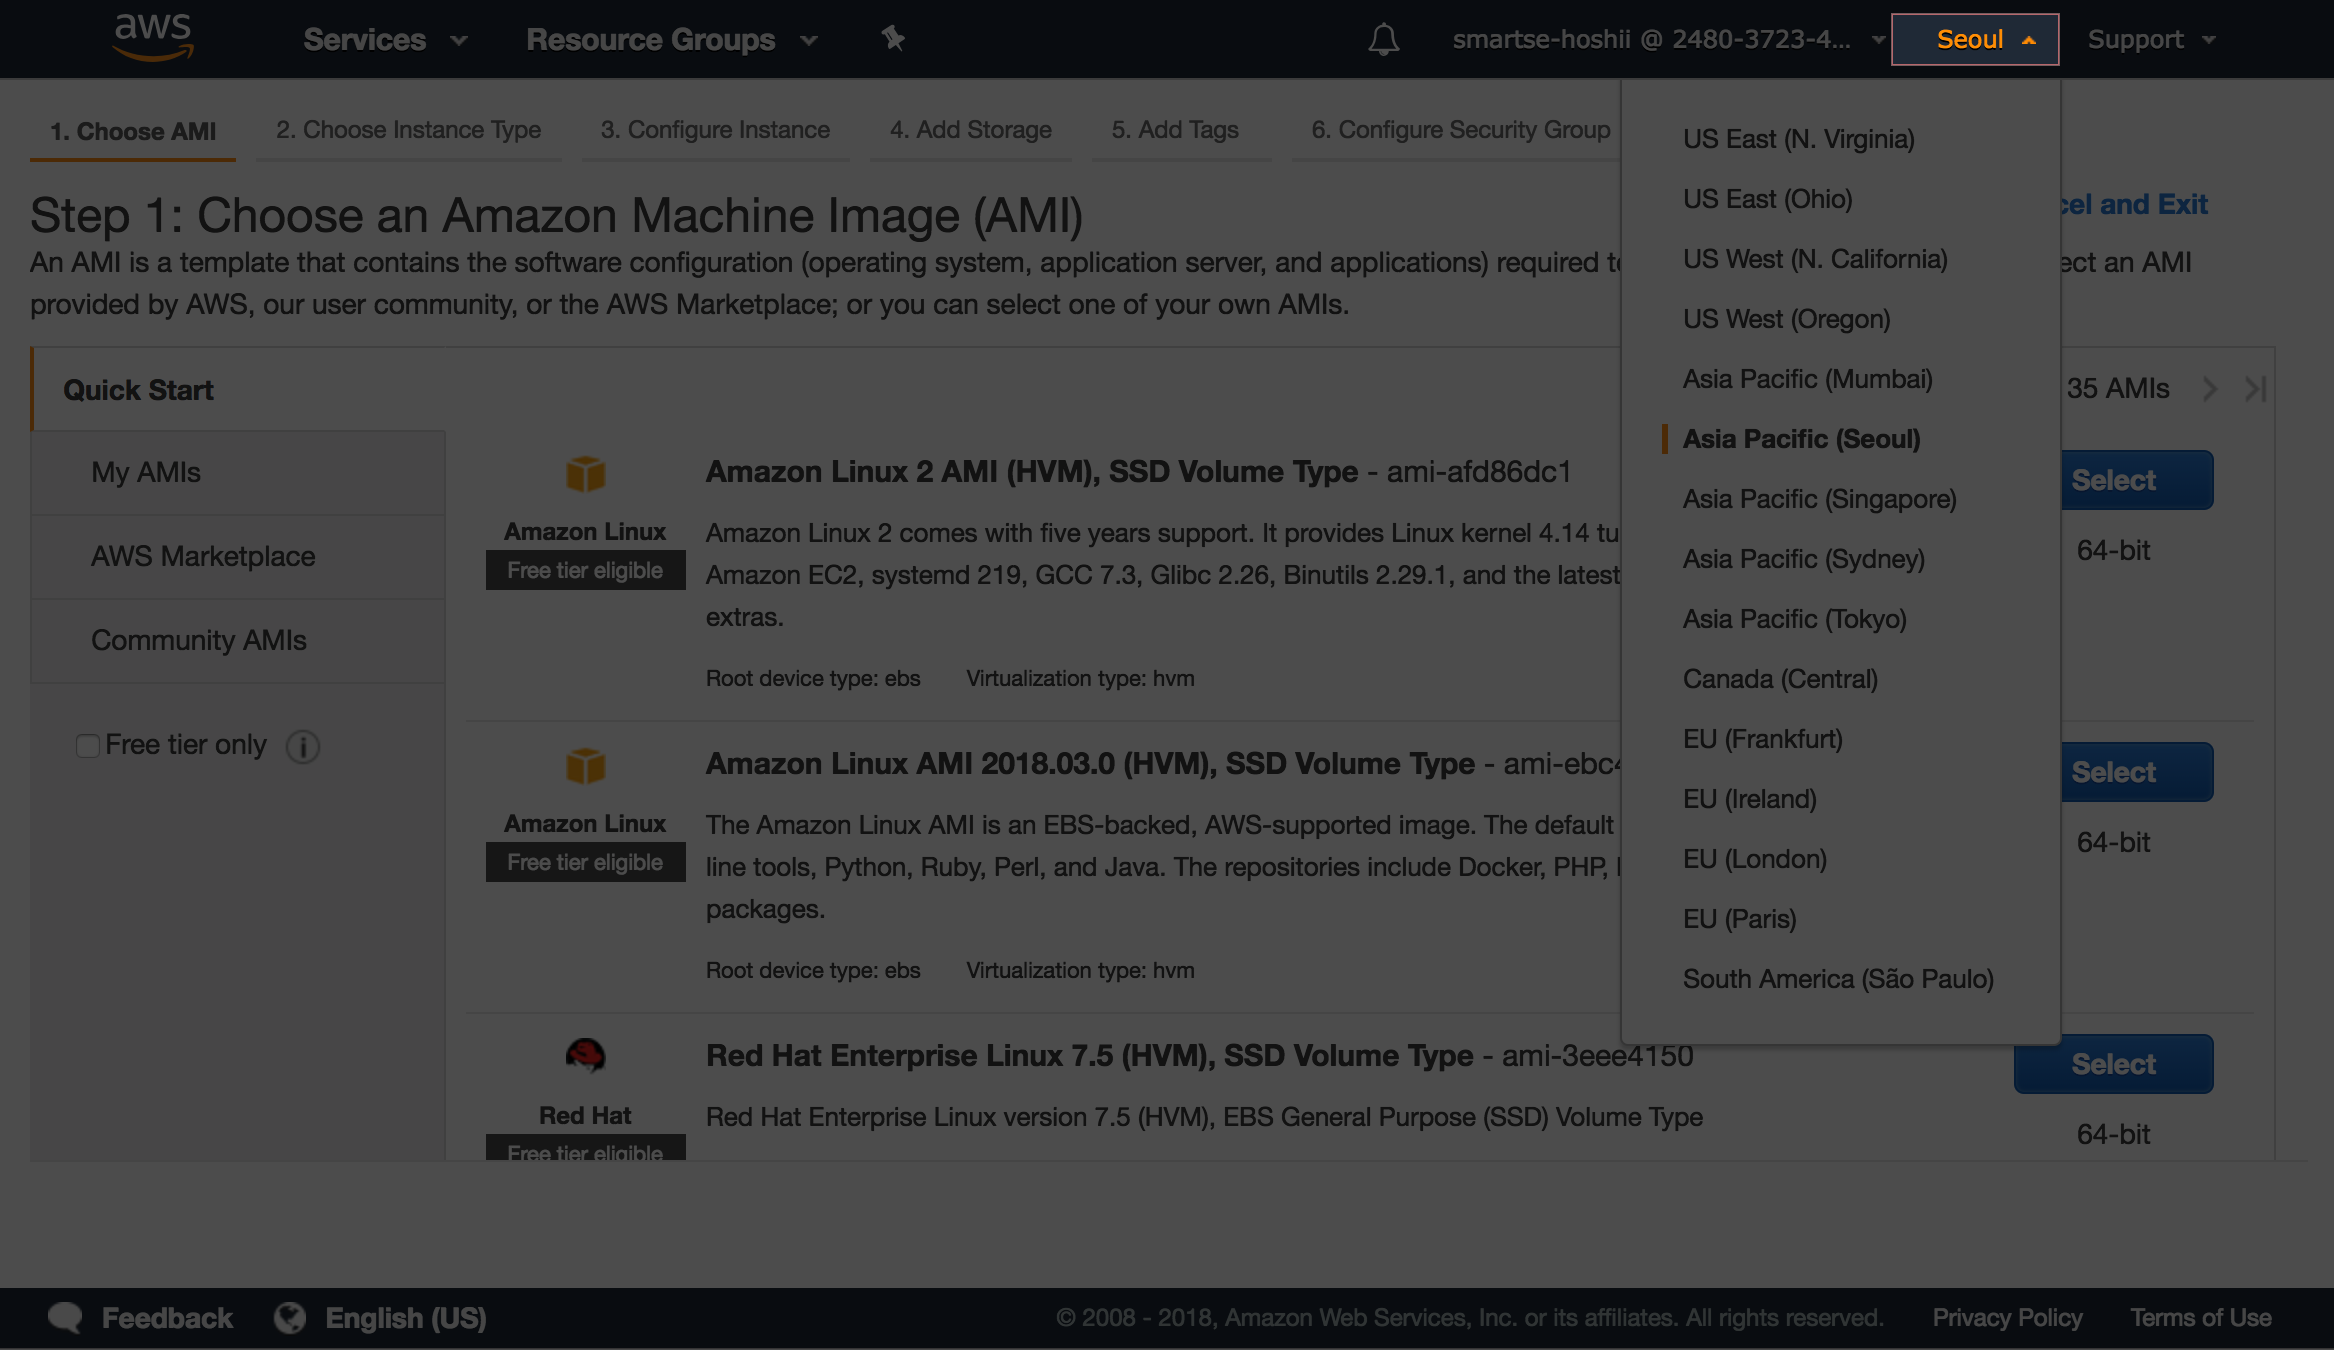 aws
Services
Resource Groups
smartse-hoshii @ 2480-3723-4...
Seoul
Support
1. Choose AMI
2. Choose Instance Type
3. Configure Instance
4. Add Storage
5. Add Tags
6. Configure Security Group
Step 1: Choose an Amazon Machine Image (AMI)
cel and Exit
An AMI is a template that contains the software configuration (operating system, application server, and applications) required
ect an AMI
provided by AWS, our user community, or the AWS Marketplace; or you can select one of your own AMIs.
US East (N. Virginia)
US East (Ohio)
US West (N. California)
US West (Oregon)
Asia Pacific (Mumbai)
Asia Pacific (Seoul)
Asia Pacific (Singapore)
Asia Pacific (Sydney)
Asia Pacific (Tokyo)
Canada (Central)
EU (Frankfurt)
EU (Ireland)
EU (London)
EU (Paris)
South America (São Paulo)
Quick Start
My AMIs
AWS Marketplace
Community AMIs
Free tier only
35 AMIs
Amazon Linux
Free tier eligible
Amazon Linux 2 AMI (HVM), SSD Volume Type - ami-afd86dc1
Amazon Linux 2 comes with five years support. It provides Linux kernel 4.14 tu
Amazon EC2, systemd 219, GCC 7.3, Glibc 2.26, Binutils 2.29.1, and the latest
extras.
Root device type: ebs Virtualization type: hvm
Select
64-bit
Amazon Linux
Free tier eligible
Amazon Linux AMI 2018.03.0 (HVM), SSD Volume Type - ami-ebc4
The Amazon Linux AMI is an EBS-backed, AWS-supported image. The default
line tools, Python, Ruby, Perl, and Java. The repositories include Docker, PHP,
packages.
Root device type: ebs Virtualization type: hvm
Select
64-bit
Red Hat
Free tier eligible
Red Hat Enterprise Linux 7.5 (HVM), SSD Volume Type - ami-3eee4150
Red Hat Enterprise Linux version 7.5 (HVM), EBS General Purpose (SSD) Volume Type
Select
64-bit
Feedback
English (US)
© 2008 - 2018, Amazon Web Services, Inc. or its affiliates. All rights reserved.
Privacy Policy
Terms of Use